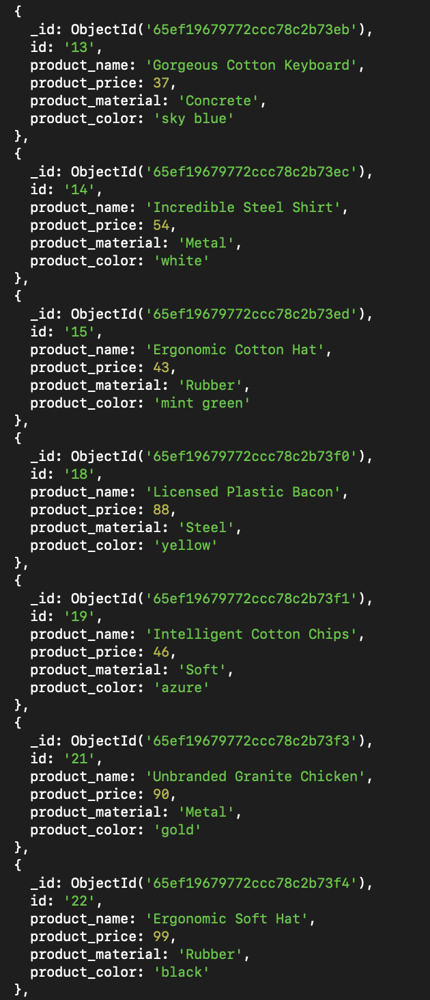 {
  _id: ObjectId('65ef19679772ccc78c2b73eb'),
  id: '13',
  product_name: 'Gorgeous Cotton Keyboard',
  product_price: 37,
  product_material: 'Concrete',
  product_color: 'sky blue'
},
{
  _id: ObjectId('65ef19679772ccc78c2b73ec'),
  id: '14',
  product_name: 'Incredible Steel Shirt',
  product_price: 54,
  product_material: 'Metal',
  product_color: 'white'
},
{
  _id: ObjectId('65ef19679772ccc78c2b73ed'),
  id: '15',
  product_name: 'Ergonomic Cotton Hat',
  product_price: 43,
  product_material: 'Rubber',
  product_color: 'mint green'
},
{
  _id: ObjectId('65ef19679772ccc78c2b73f0'),
  id: '18',
  product_name: 'Licensed Plastic Bacon',
  product_price: 88,
  product_material: 'Steel',
  product_color: 'yellow'
},
{
  _id: ObjectId('65ef19679772ccc78c2b73f1'),
  id: '19',
  product_name: 'Intelligent Cotton Chips',
  product_price: 46,
  product_material: 'Soft',
  product_color: 'azure'
},
{
  _id: ObjectId('65ef19679772ccc78c2b73f3'),
  id: '21',
  product_name: 'Unbranded Granite Chicken',
  product_price: 90,
  product_material: 'Metal',
  product_color: 'gold'
},
{
  _id: ObjectId('65ef19679772ccc78c2b73f4'),
  id: '22',
  product_name: 'Ergonomic Soft Hat',
  product_price: 99,
  product_material: 'Rubber',
  product_color: 'black'
},